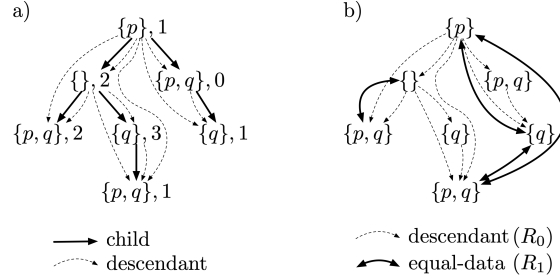 a)
{p}, 1
{}, 2
{p, q}, 0
{p, q}, 2
{q}, 3
{q}, 1
{p, q}, 1
child
descendant
b)
{p}
{}
{p, q}
{p, q}
{q}
{q}
{p, q}
descendant (R₀)
equal-data (R₁)